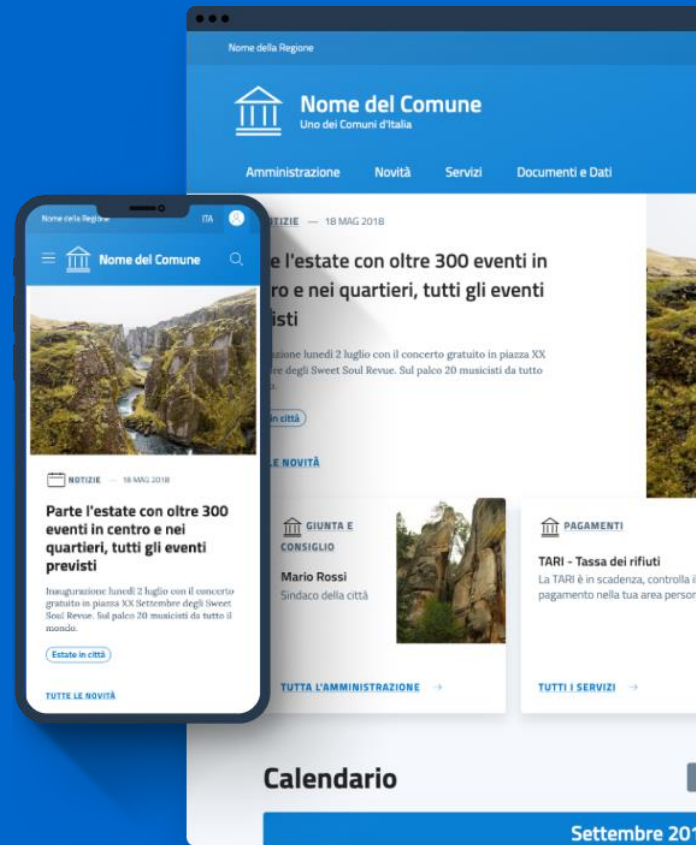 Nome della Regione
Nome del Comune
Uno dei Comuni d'Italia
Amministrazione Novità Servizi Documenti e Dati
NOTIZIE — 18 MAG 2018
e l'estate con oltre 300 eventi in
ro e nei quartieri, tutti gli eventi
isti
azione lunedì 2 luglio con il concerto gratuito in piazza XX
re degli Sweet Soul Revue. Sul palco 20 musicisti da tutto
in città
LE NOVITÀ
GIUNTA E
CONSIGLIO
Mario Rossi
Sindaco della città
TUTTA L'AMMINISTRAZIONE →
PAGAMENTI
TARI - Tassa dei rifiuti
La TARI è in scadenza, controlla il
pagamento nella tua area person
TUTTI I SERVIZI →
Calendario
Settembre 201
Nome della Regione ITA
Nome del Comune
NOTIZIE — 18 MAG 2018
Parte l'estate con oltre 300
eventi in centro e nei
quartieri, tutti gli eventi
previsti
Inaugurazione lunedì 2 luglio con il concerto
gratuito in piazza XX Settembre degli Sweet
Soul Revue. Sul palco 20 musicisti da tutto il
mondo.
Estate in città
TUTTE LE NOVITÀ